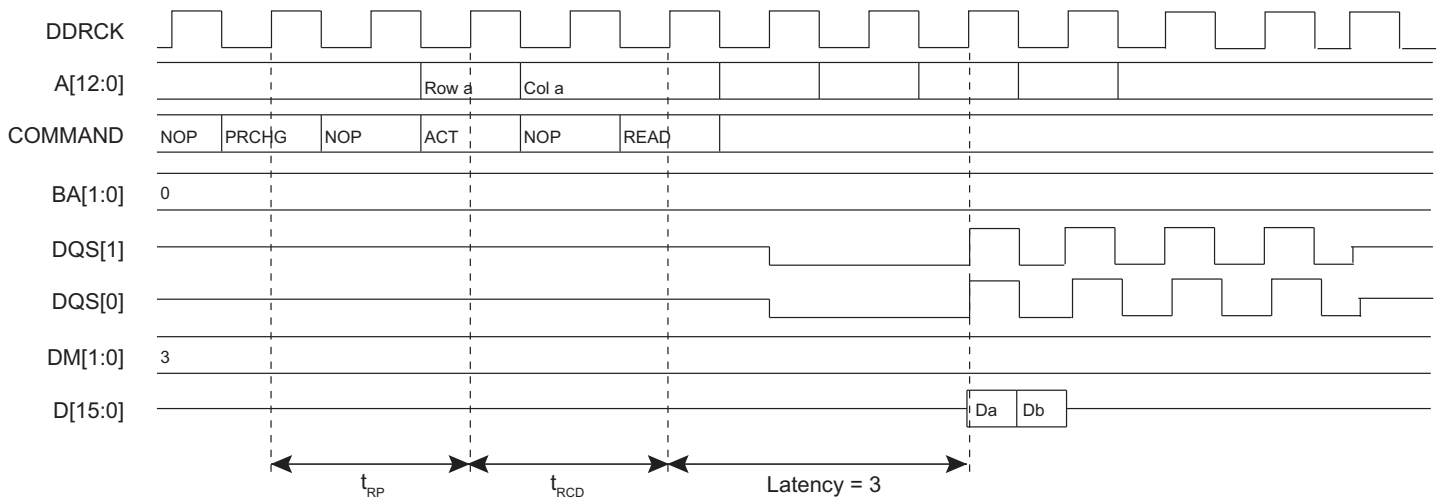 DDRCK
A[12:0] Row a Col a
COMMAND NOP PRCHG NOP ACT NOP READ
BA[1:0] 0
DQS[1]
DQS[0]
DM[1:0] 3
D[15:0] Da Db
tRP tRCD Latency = 3